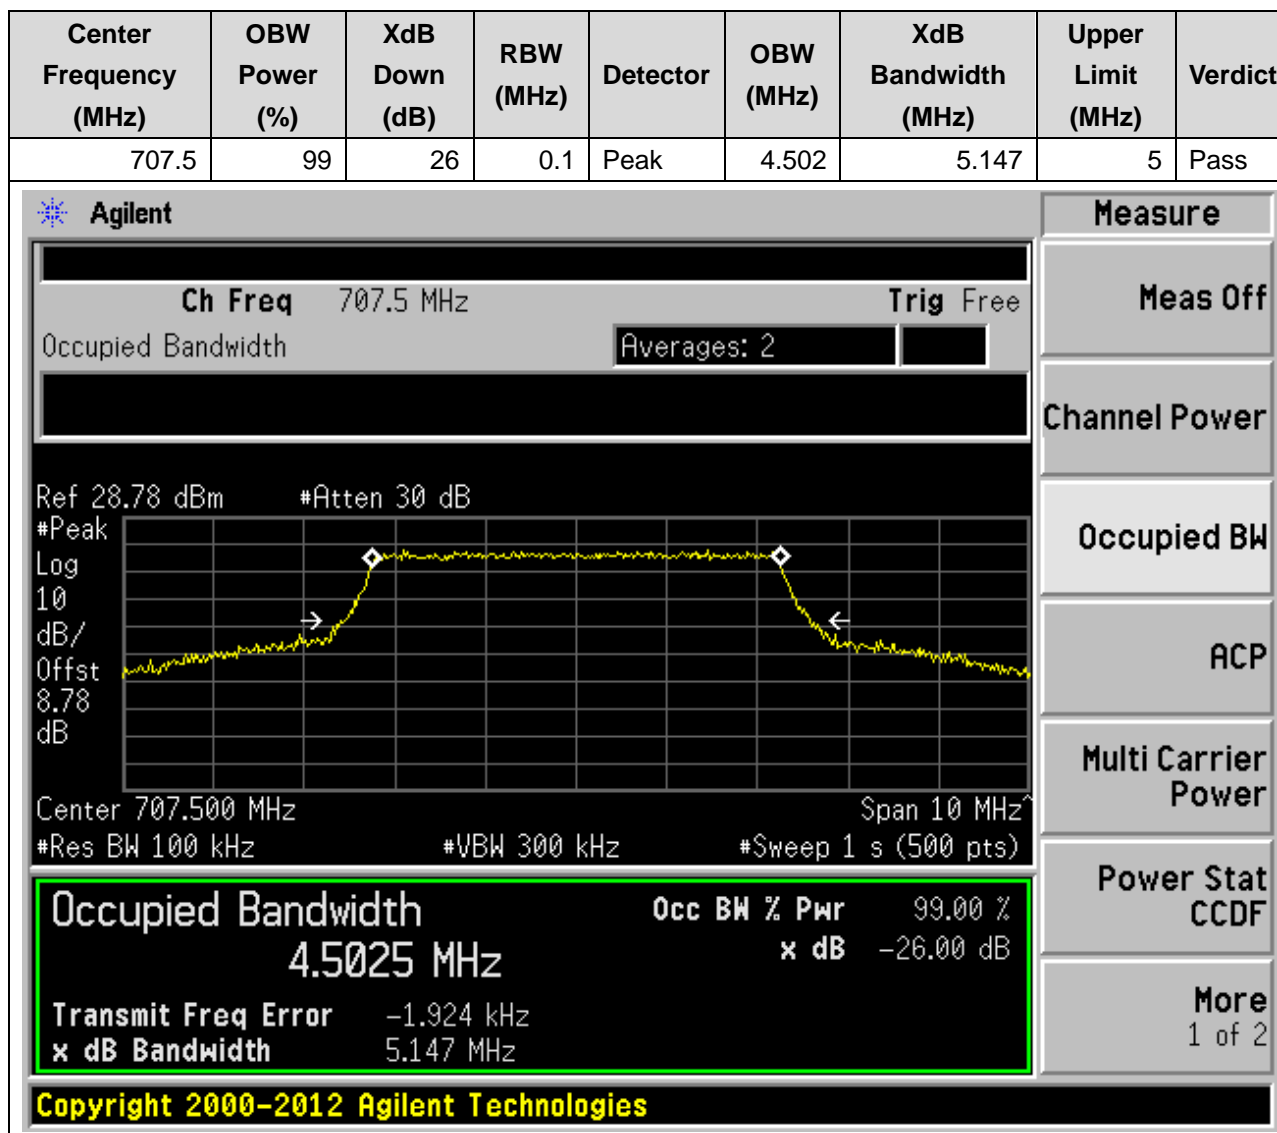 Center Frequency (MHz) OBW Power (%) XdB Down (dB) RBW (MHz) Detector OBW (MHz) XdB Bandwidth (MHz) Upper Limit (MHz) Verdict
707.5 99 26 0.1 Peak 4.502 5.147 5 Pass
Agilent
Measure
Ch Freq 707.5 MHz Trig Free
Meas Off
Occupied Bandwidth Averages: 2
Channel Power
Ref 28.78 dBm #Atten 30 dB
#Peak
Log
10
dB/
Offst
8.78
dB
Occupied BW
ACP
Multi Carrier
Power
Center 707.500 MHz Span 10 MHz^
#Res BW 100 kHz #VBW 300 kHz #Sweep 1 s (500 pts)
Power Stat
CCDF
Occupied Bandwidth Occ BW % Pwr 99.00 %
4.5025 MHz x dB -26.00 dB
Transmit Freq Error -1.924 kHz
x dB Bandwidth 5.147 MHz
More
1 of 2
Copyright 2000-2012 Agilent Technologies